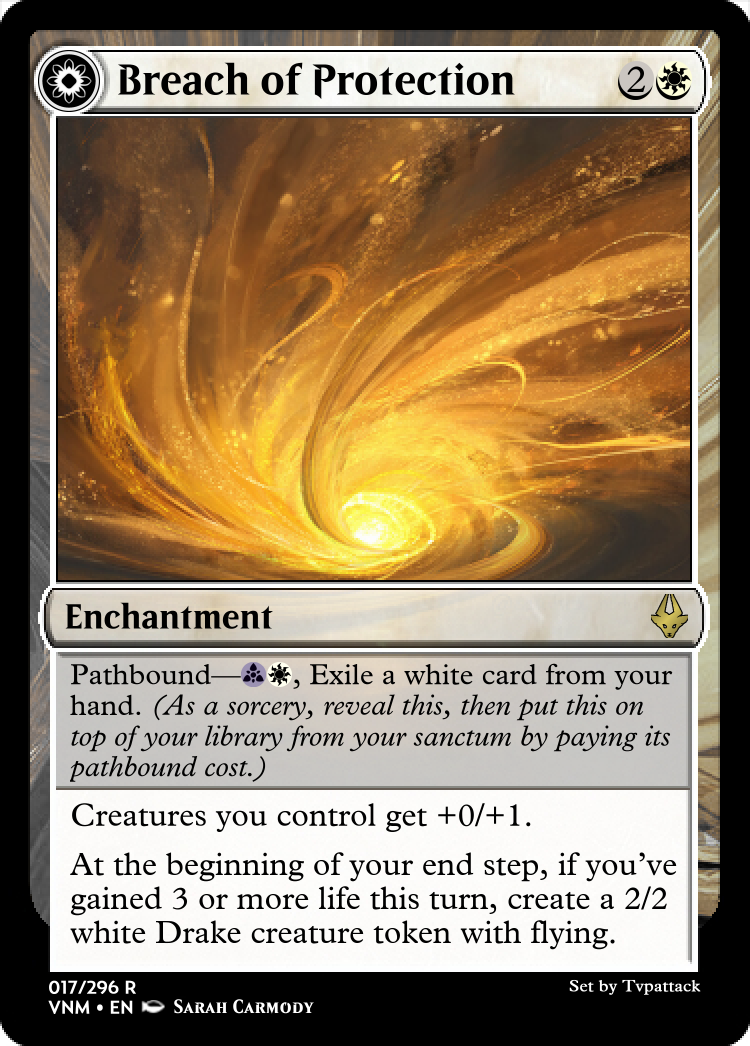 Breach of Protection 2
Enchantment
Pathbound—, Exile a white card from your
hand. (As a sorcery, reveal this, then put this on
top of your library from your sanctum by paying its
pathbound cost.)
Creatures you control get +0/+1.
At the beginning of your end step, if you've
gained 3 or more life this turn, create a 2/2
white Drake creature token with flying.
017/296 R
Set by Tvpattack
VNM • EN Sarah Carmody